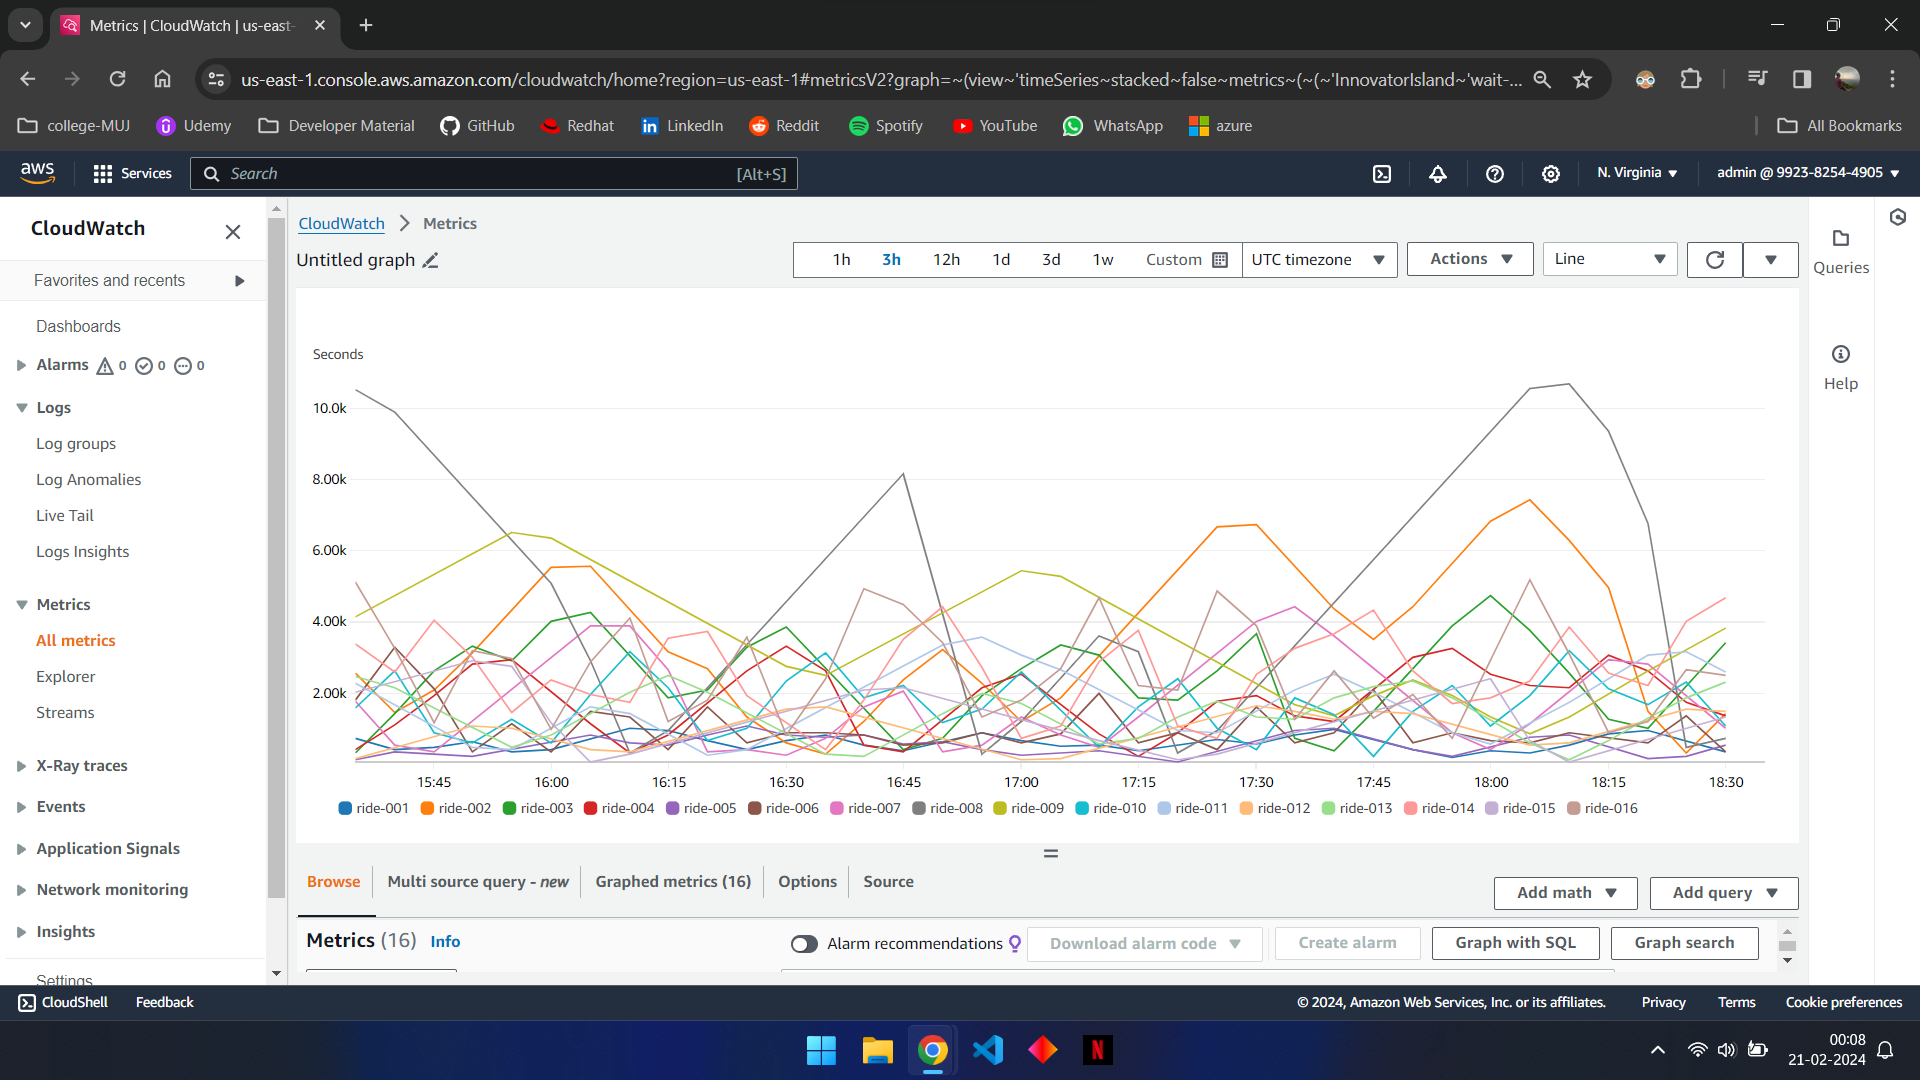 Metrics | CloudWatch | us-east-
us-east-1.console.aws.amazon.com/cloudwatch/home?region=us-east-1#metricsV2?graph=~(view~'timeSeries~stacked~false~metrics~(~(~'InnovatorIsland~'wait-...
college-MUJ
Udemy
Developer Material
GitHub
Redhat
LinkedIn
Reddit
Spotify
YouTube
WhatsApp
azure
All Bookmarks
aws
Services
Search
[Alt+S]
N. Virginia
admin @ 9923-8254-4905
CloudWatch
Favorites and recents
Dashboards
Alarms 0 0 0
Logs
Log groups
Log Anomalies
Live Tail
Logs Insights
Metrics
All metrics
Explorer
Streams
X-Ray traces
Events
Application Signals
Network monitoring
Insights
Settings
CloudWatch
Metrics
Untitled graph
1h
3h
12h
1d
3d
1w
Custom
UTC timezone
Actions
Line
Queries
Help
Seconds
10.0k
8.00k
6.00k
4.00k
2.00k
15:45
16:00
16:15
16:30
16:45
17:00
17:15
17:30
17:45
18:00
18:15
18:30
ride-001
ride-002
ride-003
ride-004
ride-005
ride-006
ride-007
ride-008
ride-009
ride-010
ride-011
ride-012
ride-013
ride-014
ride-015
ride-016
Browse
Multi source query - new
Graphed metrics (16)
Options
Source
Add math
Add query
Metrics (16) Info
Alarm recommendations
Download alarm code
Create alarm
Graph with SQL
Graph search
CloudShell
Feedback
© 2024, Amazon Web Services, Inc. or its affiliates.
Privacy
Terms
Cookie preferences
N
00:08
21-02-2024